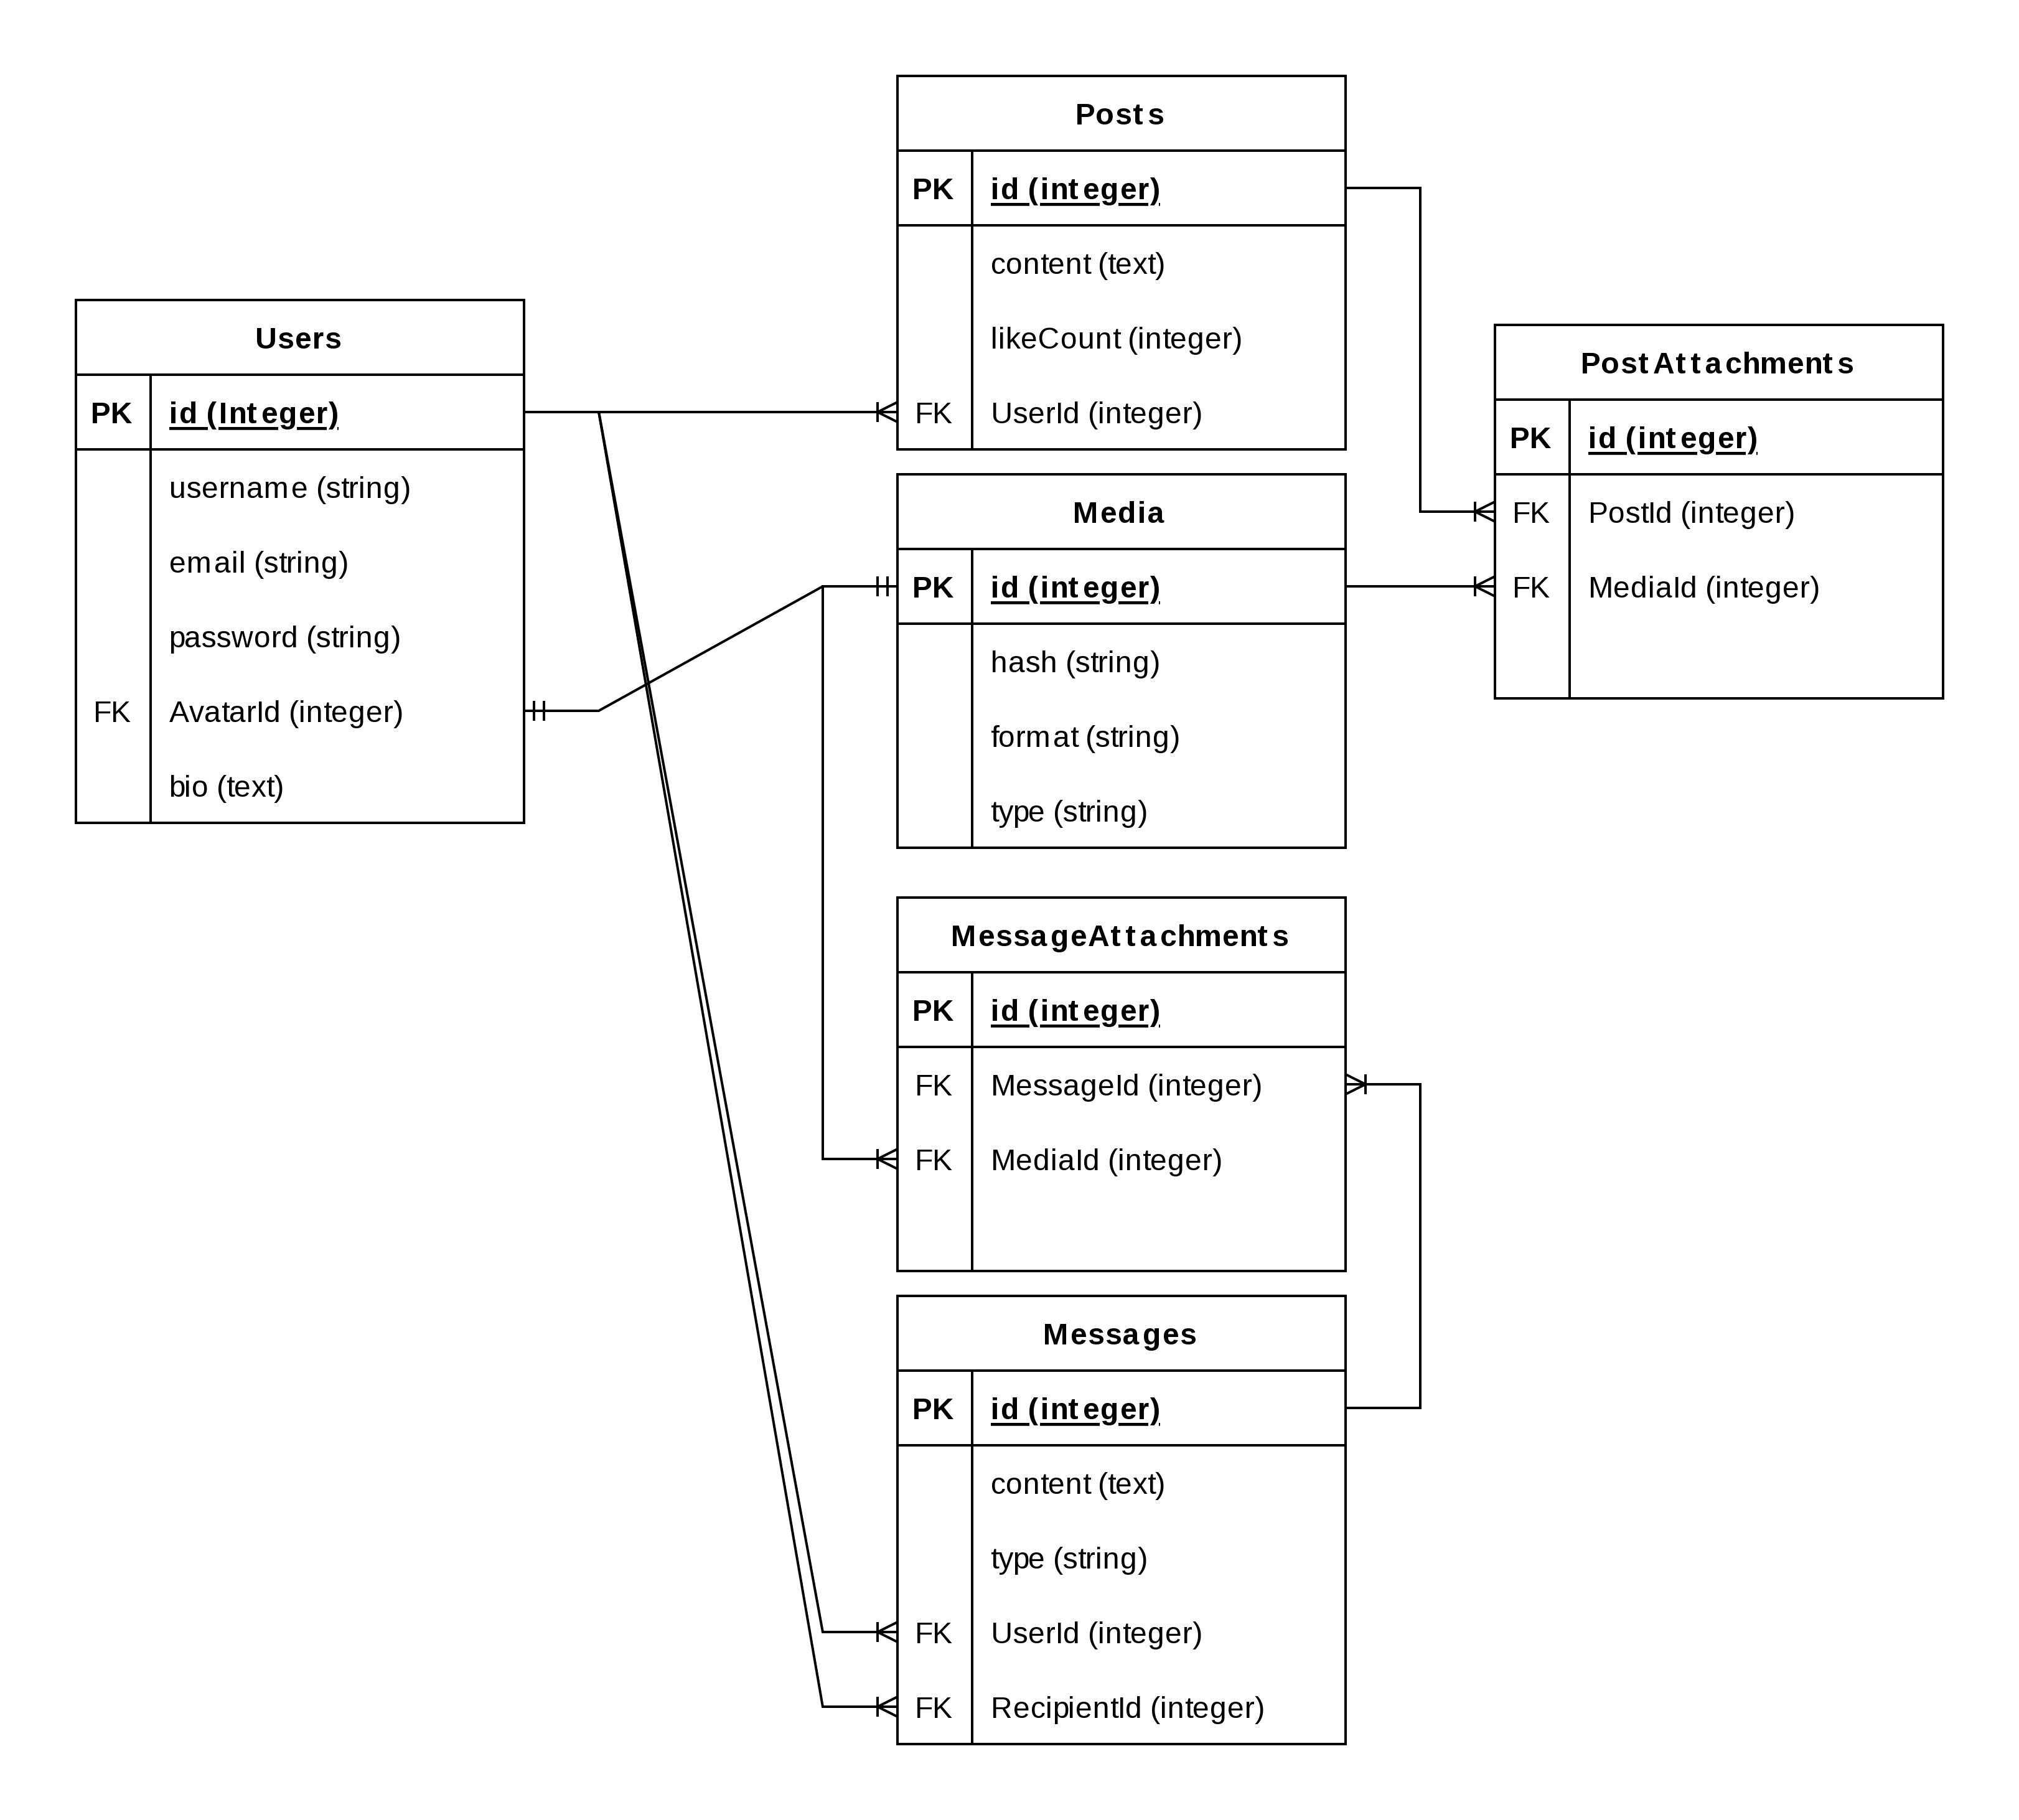 Users
PK id (Integer)
username (string)
email (string)
password (string)
FK AvatarId (integer)
bio (text)
Posts
PK id (integer)
content (text)
likeCount (integer)
FK UserId (integer)
Media
PK id (integer)
hash (string)
format (string)
type (string)
MessageAttachments
PK id (integer)
FK MessageId (integer)
FK MediaId (integer)
Messages
PK id (integer)
content (text)
type (string)
FK UserId (integer)
FK RecipientId (integer)
PostAttachments
PK id (integer)
FK PostId (integer)
FK MediaId (integer)